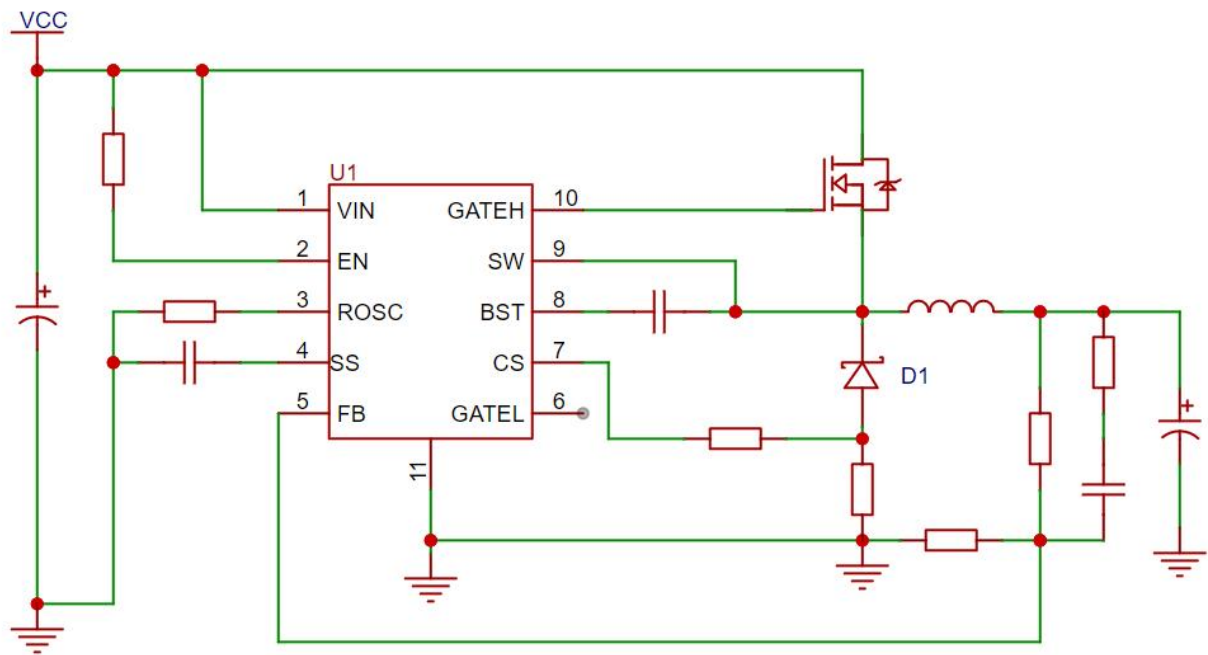 VCC
U1
1 VIN GATEH 10
2 EN SW 9
3 ROSC BST 8
4 SS CS 7
5 FB GATEL 6
11
D1
+
+